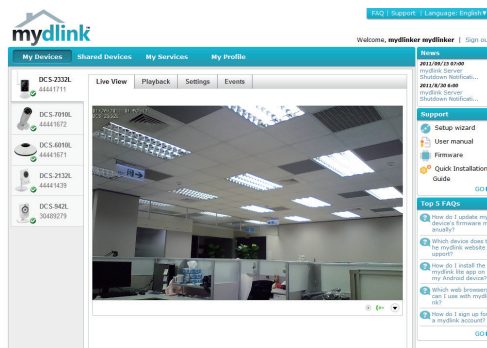 FAQ | Support | Language: English▼
mydlink
Welcome, mydlinker mydlinker | Sign ou
My Devices Shared Devices My Services My Profile
DCS-2332L
44441711
DCS-7010L
44441672
DCS-6010L
44441671
DCS-2132L
44441439
DCS-942L
30489279
Live View Playback Settings Events
News
2011/09/15 07:00
mydlink Server
Shutdown Notificati...
2011/8/30 6:00
mydlink Server
Shutdown Notificati...
Support
Setup wizard
User manual
Firmware
Quick Installation
Guide
GO
Top 5 FAQs
How do I update my
device's firmware m
anually?
Which device does t
he mydlink website
upport?
How do I install the
mydlink lite app on
my Android device?
Which web browsers
can I use with mydli
nk?
How do I sign up for
a mydlink account?
GO